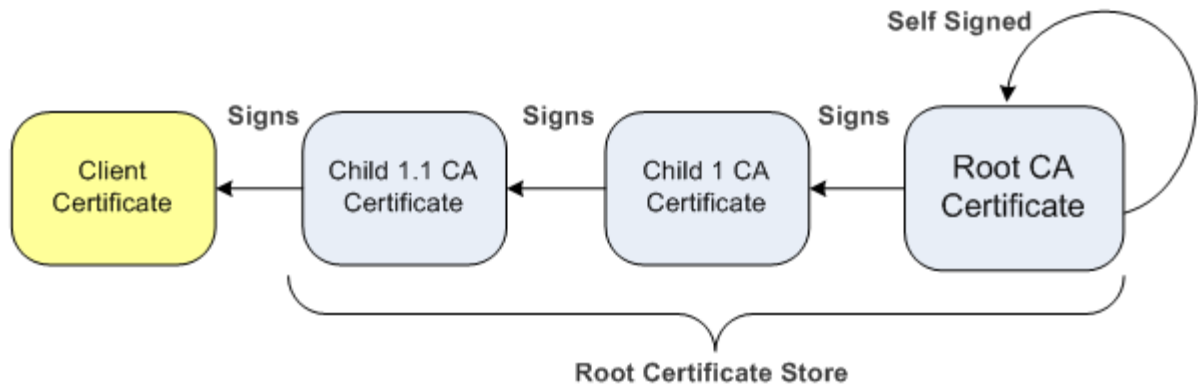 Self Signed
Signs
Signs
Signs
Client
Certificate
Child 1.1 CA
Certificate
Child 1 CA
Certificate
Root CA
Certificate
Root Certificate Store